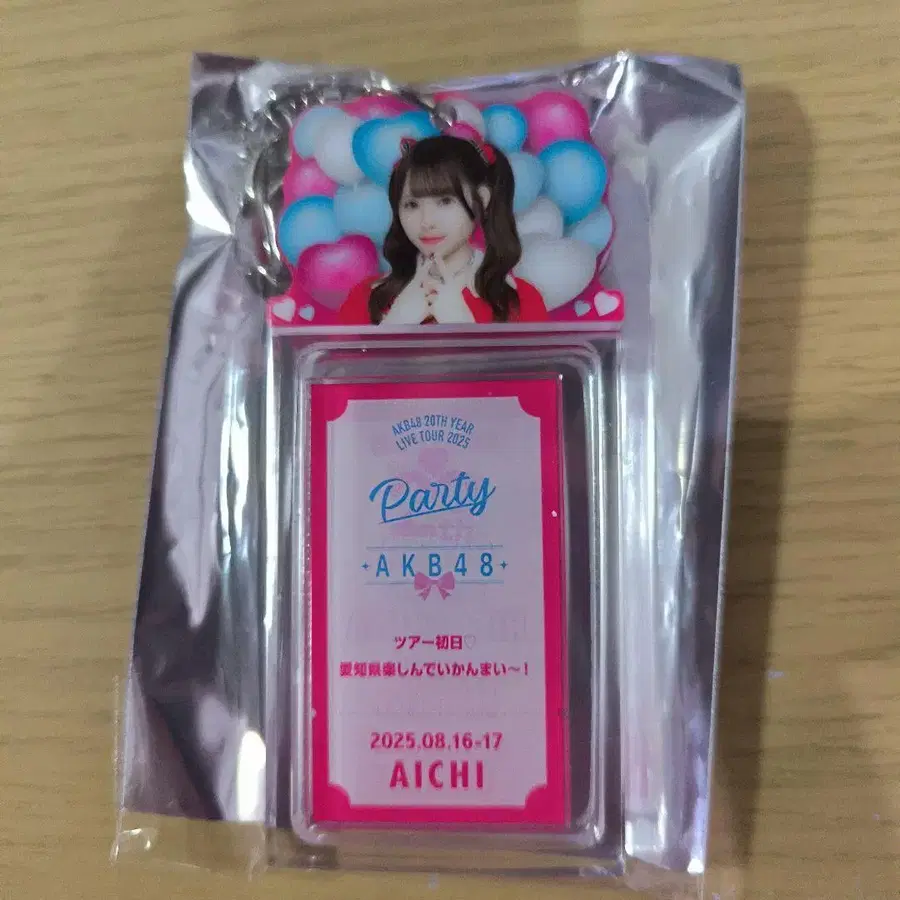 AKB48 20TH YEAR
LIVE TOUR 2025
Party
AKB48
ツアー初日♡
愛知県楽しんでいかんまい〜！
2025.08.16-17
AICHI